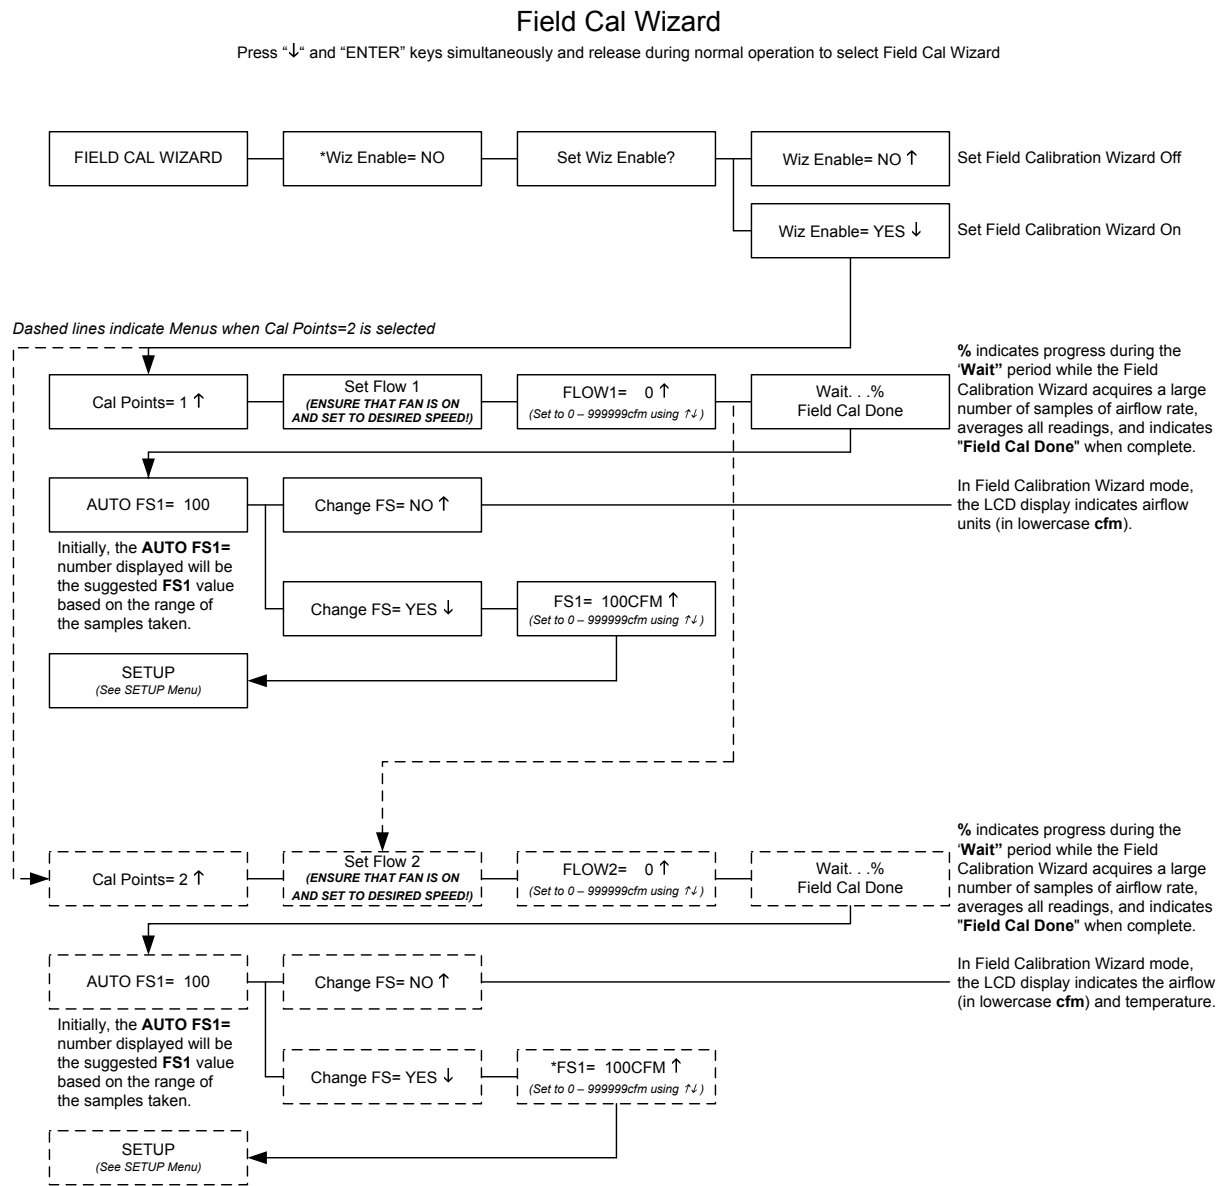 Field Cal Wizard
Press “↓“ and “ENTER” keys simultaneously and release during normal operation to select Field Cal Wizard
FIELD CAL WIZARD
*Wiz Enable= NO
Set Wiz Enable?
Wiz Enable= NO ↑
Set Field Calibration Wizard Off
Wiz Enable= YES ↓
Set Field Calibration Wizard On
Dashed lines indicate Menus when Cal Points=2 is selected
Cal Points= 1 ↑
Set Flow 1
(ENSURE THAT FAN IS ON
AND SET TO DESIRED SPEED!)
FLOW1= 0 ↑
(Set to 0 – 999999cfm using ↑↓ )
Wait. . .%
Field Cal Done
% indicates progress during the
‘Wait” period while the Field
Calibration Wizard acquires a large
number of samples of airflow rate,
averages all readings, and indicates
"Field Cal Done" when complete.
AUTO FS1= 100
Change FS= NO ↑
In Field Calibration Wizard mode,
the LCD display indicates airflow
units (in lowercase cfm).
Initially, the AUTO FS1=
number displayed will be
the suggested FS1 value
based on the range of
the samples taken.
Change FS= YES ↓
FS1= 100CFM ↑
(Set to 0 – 999999cfm using ↑↓ )
SETUP
(See SETUP Menu)
Cal Points= 2 ↑
Set Flow 2
(ENSURE THAT FAN IS ON
AND SET TO DESIRED SPEED!)
FLOW2= 0 ↑
(Set to 0 – 999999cfm using ↑↓ )
Wait. . .%
Field Cal Done
% indicates progress during the
‘Wait” period while the Field
Calibration Wizard acquires a large
number of samples of airflow rate,
averages all readings, and indicates
"Field Cal Done" when complete.
AUTO FS1= 100
Change FS= NO ↑
In Field Calibration Wizard mode,
the LCD display indicates the airflow
(in lowercase cfm) and temperature.
Initially, the AUTO FS1=
number displayed will be
the suggested FS1 value
based on the range of
the samples taken.
Change FS= YES ↓
*FS1= 100CFM ↑
(Set to 0 – 999999cfm using ↑↓ )
SETUP
(See SETUP Menu)